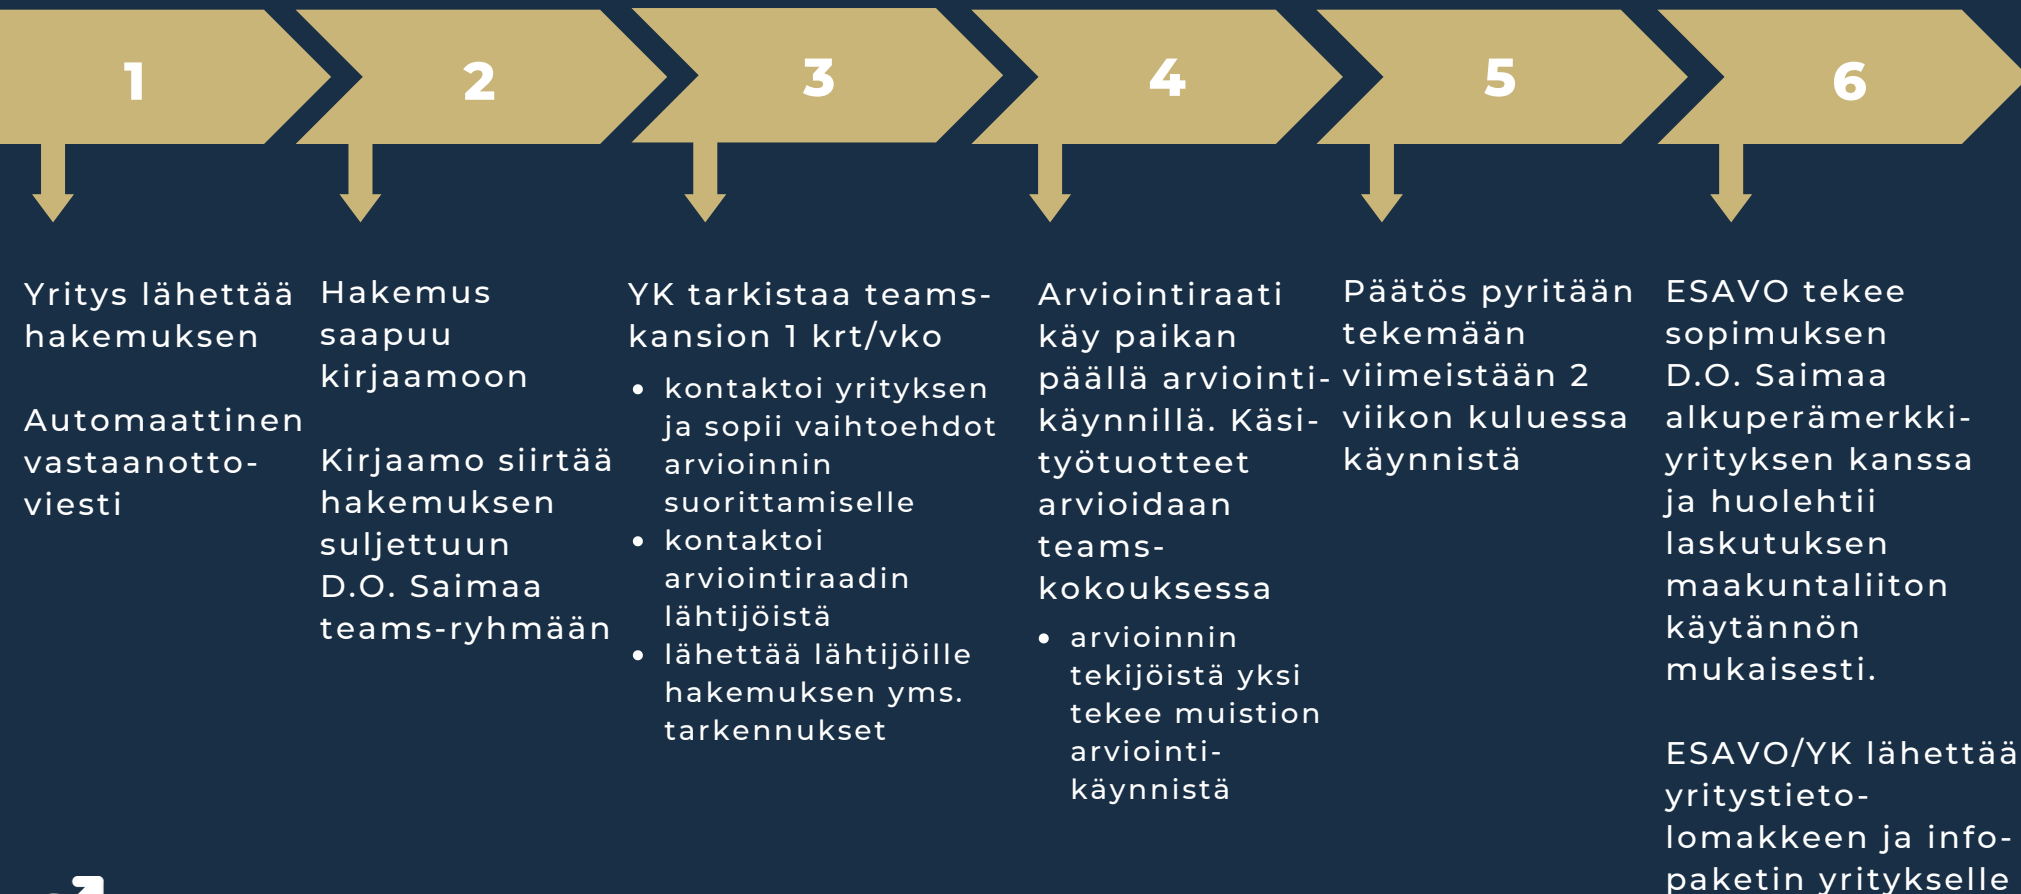 1
2
3
4
5
6
Yritys lähettää
hakemuksen
Automaattinen
vastaanotto-
viesti
Hakemus
saapuu
kirjaamoon
Kirjaamo siirtää
hakemuksen
suljettuun
D.O. Saimaa
teams-ryhmään
YK tarkistaa teams-
kansion 1 krt/vko
• kontaktoi yrityksen
ja sopii vaihtoehdot
arvioinnin
suorittamiselle
• kontaktoi
arviointiraadin
lähtijöistä
• lähettää lähtijöille
hakemuksen yms.
tarkennukset
Arviointiraati
käy paikan
päällä arviointi-
käynnillä. Käsi-
työtuotteet
arvioidaan
teams-
kokouksessa
• arvioinnin
tekijöistä yksi
tekee muistion
arviointi-
käynnistä
Päätös pyritään
tekemään
viimeistään 2
viikon kuluessa
käynnistä
ESAVO tekee
sopimuksen
D.O. Saimaa
alkuperämerkki-
yrityksen kanssa
ja huolehtii
laskutuksen
maakuntaliiton
käytännön
mukaisesti.
ESAVO/YK lähettää
yritystieto-
lomakkeen ja info-
paketin yritykselle